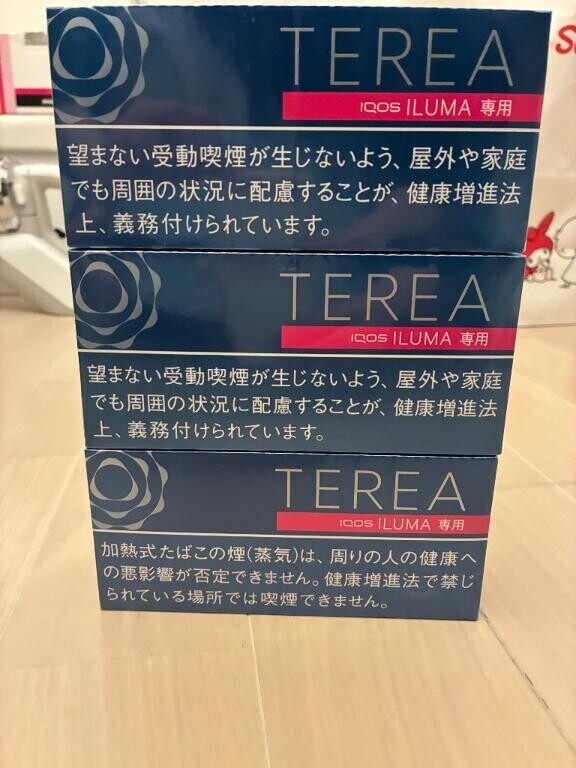 TEREA
IQOS ILUMA 専用
望まない受動喫煙が生じないよう、屋外や家庭
でも周囲の状況に配慮することが、健康増進法
上、義務付けられています。
TEREA
IQOS ILUMA 専用
望まない受動喫煙が生じないよう、屋外や家庭
でも周囲の状況に配慮することが、健康増進法
上、義務付けられています。
TEREA
IQOS ILUMA 専用
加熱式たばこの煙(蒸気)は、周りの人の健康へ
の悪影響が否定できません。健康増進法で禁じ
られている場所では喫煙できません。